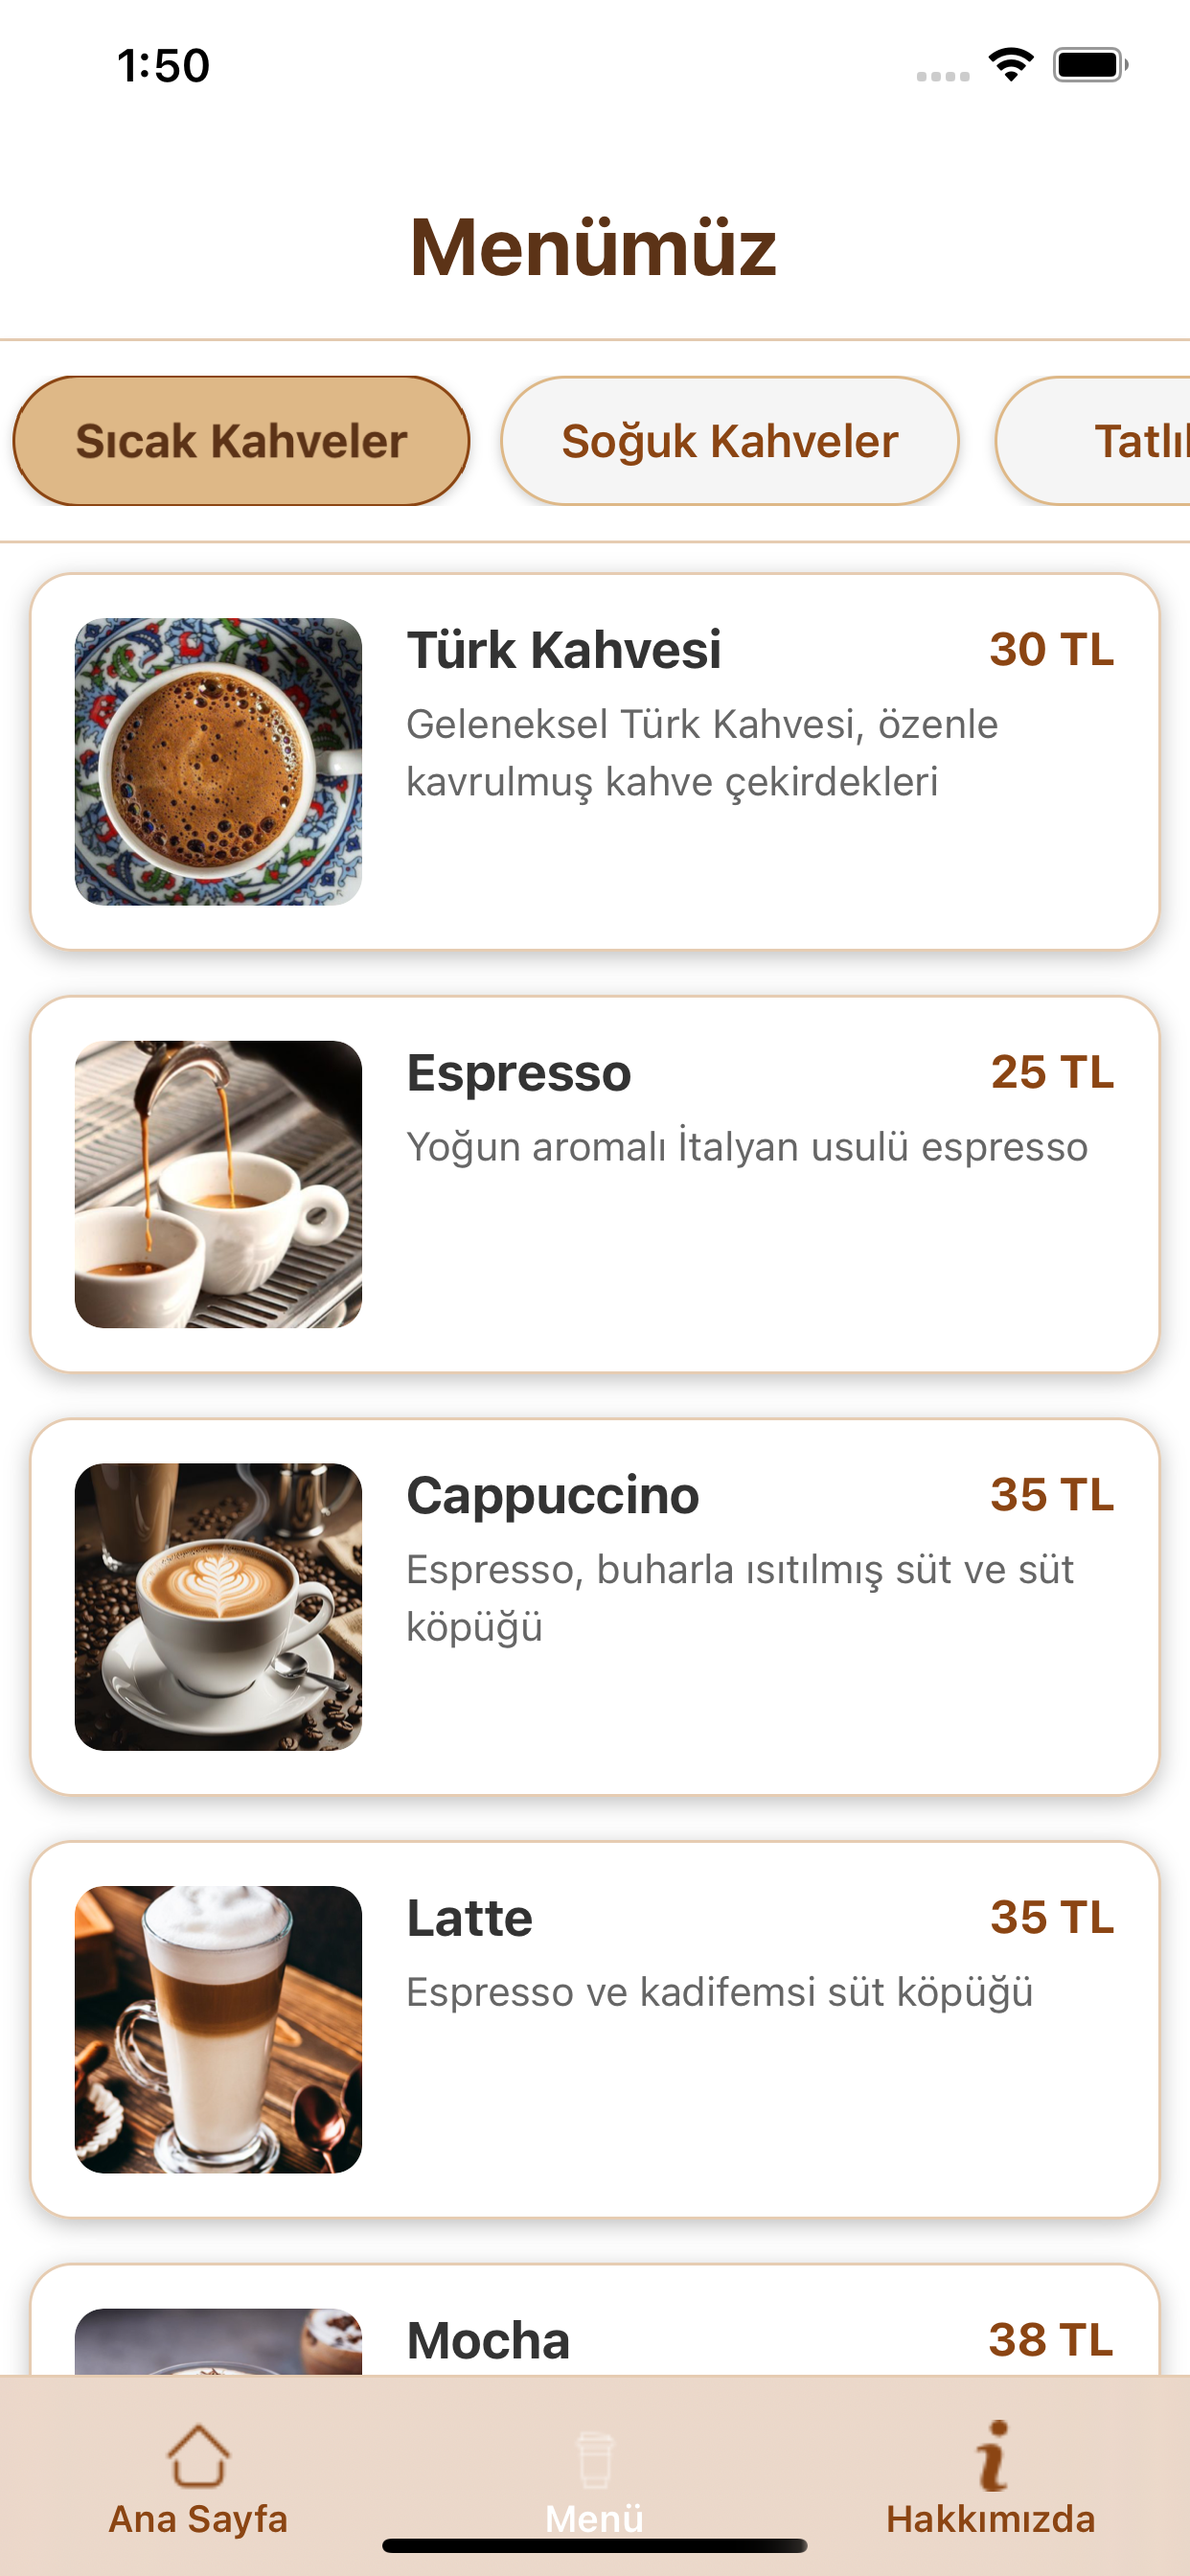 1:50
Menümüz
Sıcak Kahveler
Soğuk Kahveler
Türk Kahvesi
30 TL
Geleneksel Türk Kahvesi, özenle
kavrulmuş kahve çekirdekleri
Espresso
25 TL
Yoğun aromalı İtalyan usulü espresso
Cappuccino
35 TL
Espresso, buharla ısıtılmış süt ve süt
köpüğü
Latte
35 TL
Espresso ve kadifemsi süt köpüğü
Mocha
38 TL
Ana Sayfa
Menü
Hakkımızda